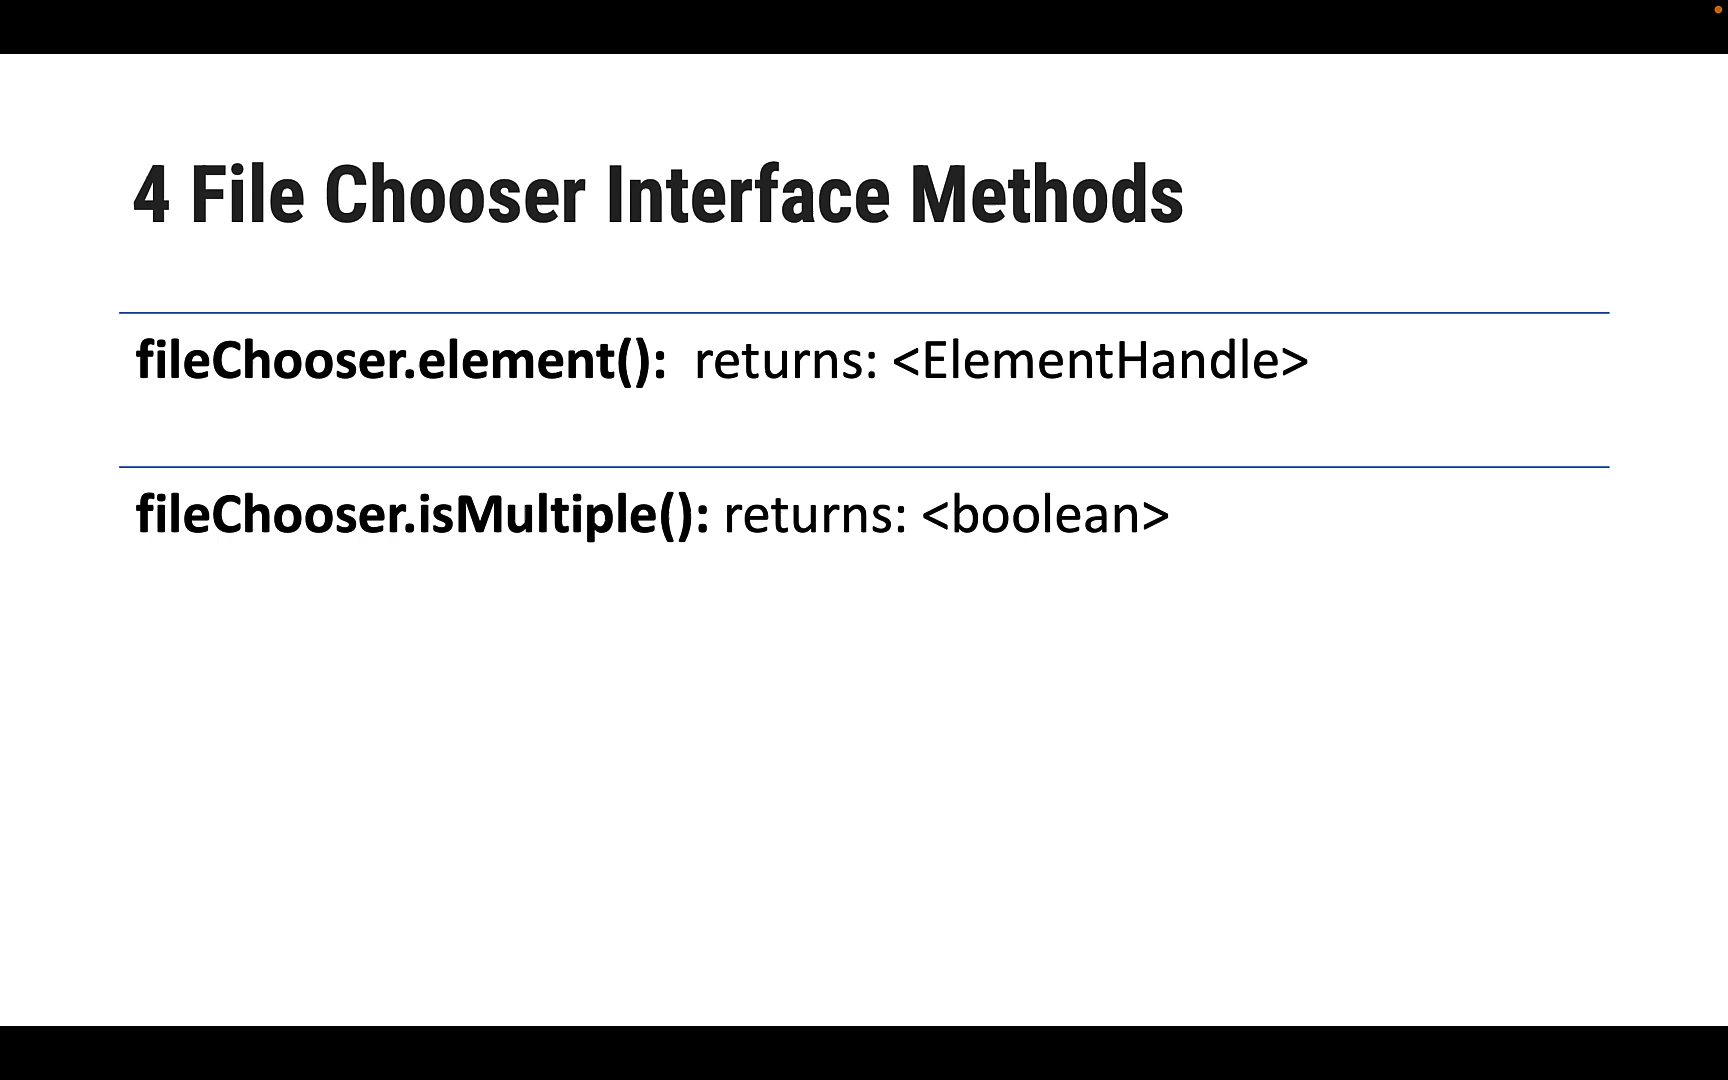 4 File Chooser Interface Methods
fileChooser.element(): returns: <ElementHandle>
fileChooser.isMultiple(): returns: <boolean>